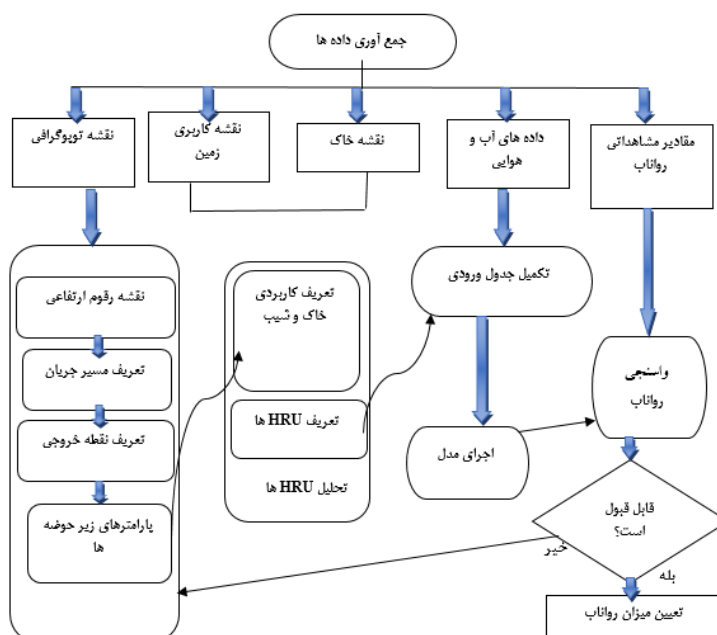 جمع آوری داده ها
مقادیر مشاهداتی
رواناب
داده های آب و
هوایی
نقشه خاک
نقشه کاربری
زمین
نقشه توپوگرافی
نقشه رقوم ارتفاعی
تعریف مسیر جریان
تعریف نقطه خروجی
پارامترهای زیر حوضه
ها
تعریف کاربردی
خاک و شیب
تعریف HRU ها
تحلیل HRU ها
تکمیل جدول ورودی
اجرای مدل
واسنجی
رواناب
قابل قبول
است؟
خیر
بله
تعیین میزان رواناب